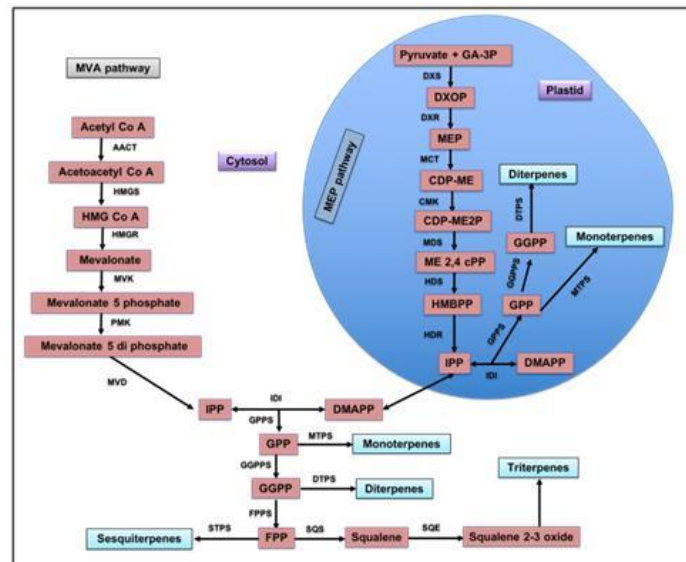 MVA pathway
Acetyl Co A
AACT
Acetoacetyl Co A
HMGS
HMG Co A
HMGR
Mevalonate
MVK
Mevalonate 5 phosphate
PMK
Mevalonate 5 di phosphate
MVD
Cytosol
MEP pathway
Plastid
Pyruvate + GA-3P
DXS
DXOP
DXR
MEP
MCT
CDP-ME
CMK
CDP-ME2P
MDS
ME 2,4 cPP
HDS
HMBPP
HDR
IPP
IDI
DMAPP
GPPS
GPP
MTPS
Monoterpenes
GGPPS
GGPP
DTPS
Diterpenes
IPP
IDI
DMAPP
GPPS
GPP
MTPS
Monoterpenes
GGPPS
GGPP
DTPS
Diterpenes
FPPS
Sesquiterpenes
STPS
FPP
SQS
Squalene
SQE
Squalene 2-3 oxide
Triterpenes